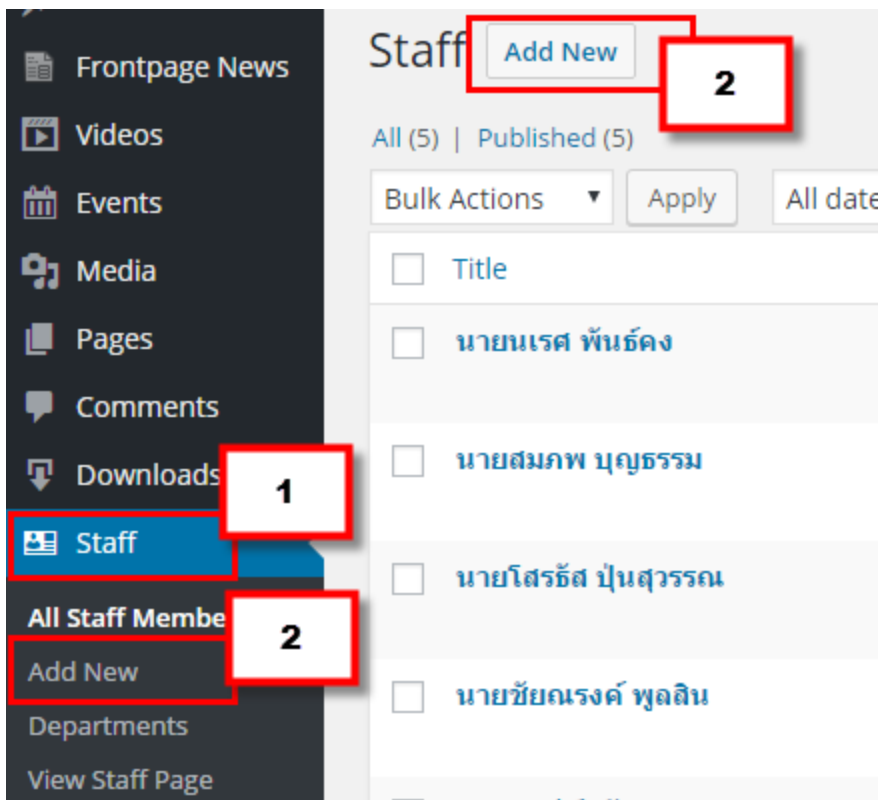 Frontpage News
Videos
Events
Media
Pages
Comments
Downloads
1
Staff
All Staff Membe
2
Add New
Departments
View Staff Page
Staff Add New
2
All (5) | Published (5)
Bulk Actions Apply All date
Title
นายนเรศ พันธ์คง
นายสมภพ บุญธรรม
นายโสรธัส ปุ่นสุวรรณ
นายชัยณรงค์ พูลสิน